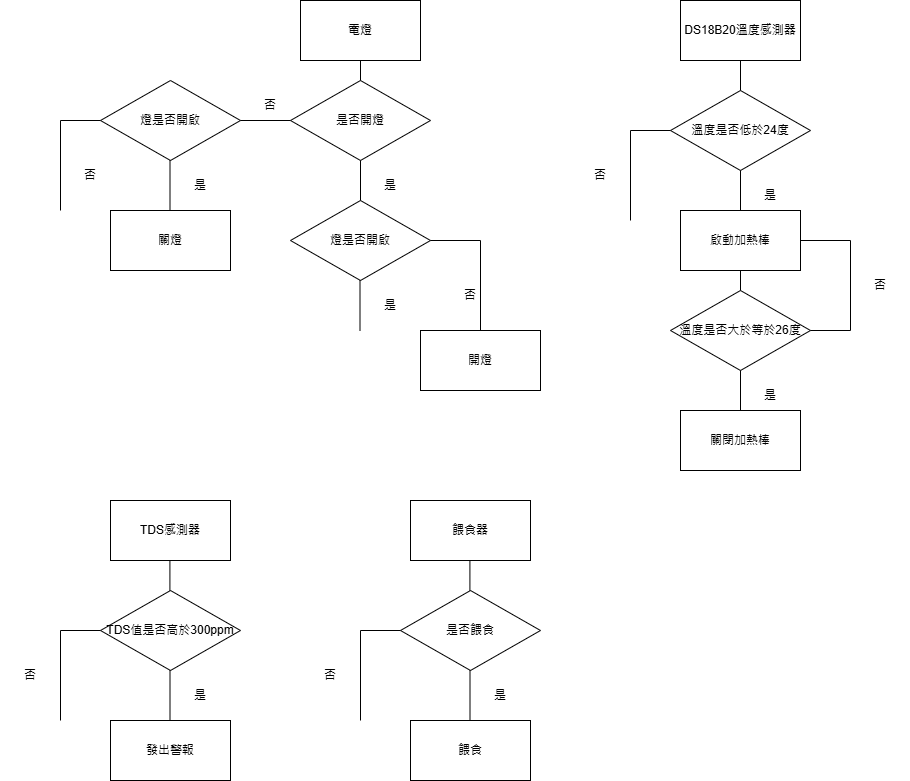 電燈
是否開燈
否
燈是否開啟
否
是
關燈
是
燈是否開啟
是
否
開燈
DS18B20溫度感測器
溫度是否低於24度
否
是
啟動加熱棒
否
溫度是否大於等於26度
是
關閉加熱棒
TDS感測器
TDS值是否高於300ppm
否
是
發出警報
餵食器
是否餵食
否
是
餵食